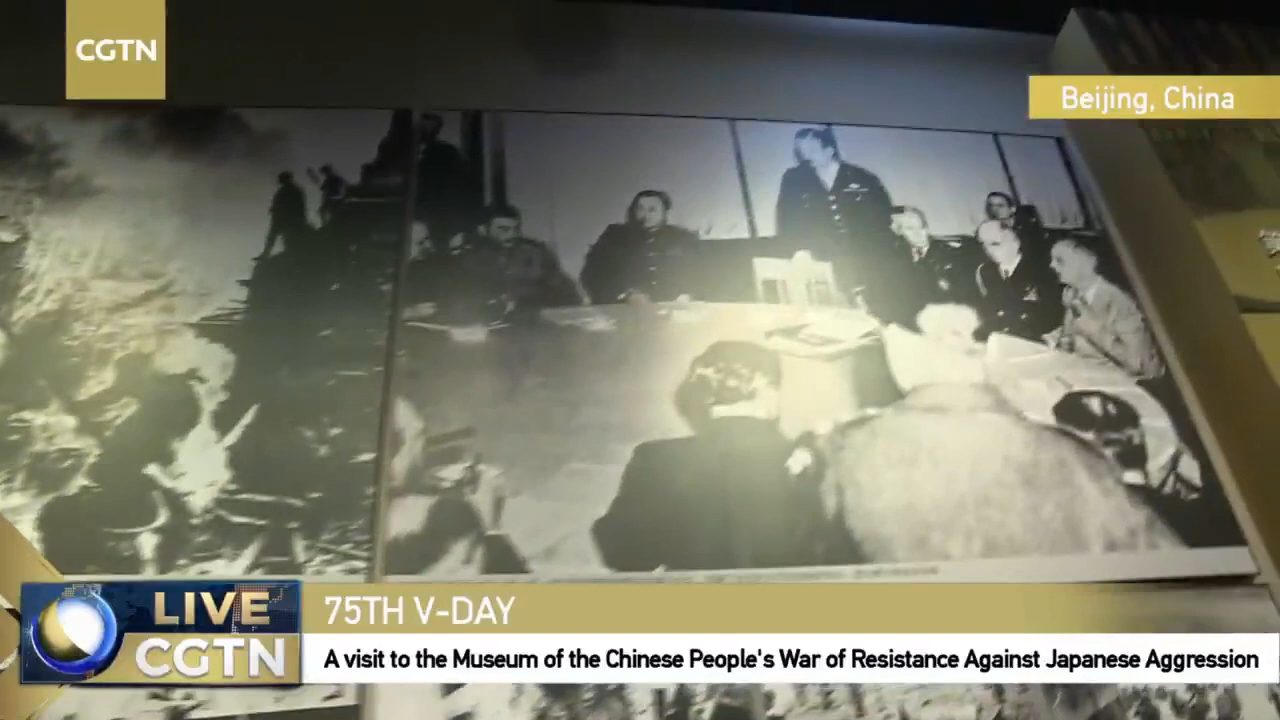 CGTN
Beijing, China
LIVE
CGTN
75TH V-DAY
A visit to the Museum of the Chinese People's War of Resistance Against Japanese Aggression